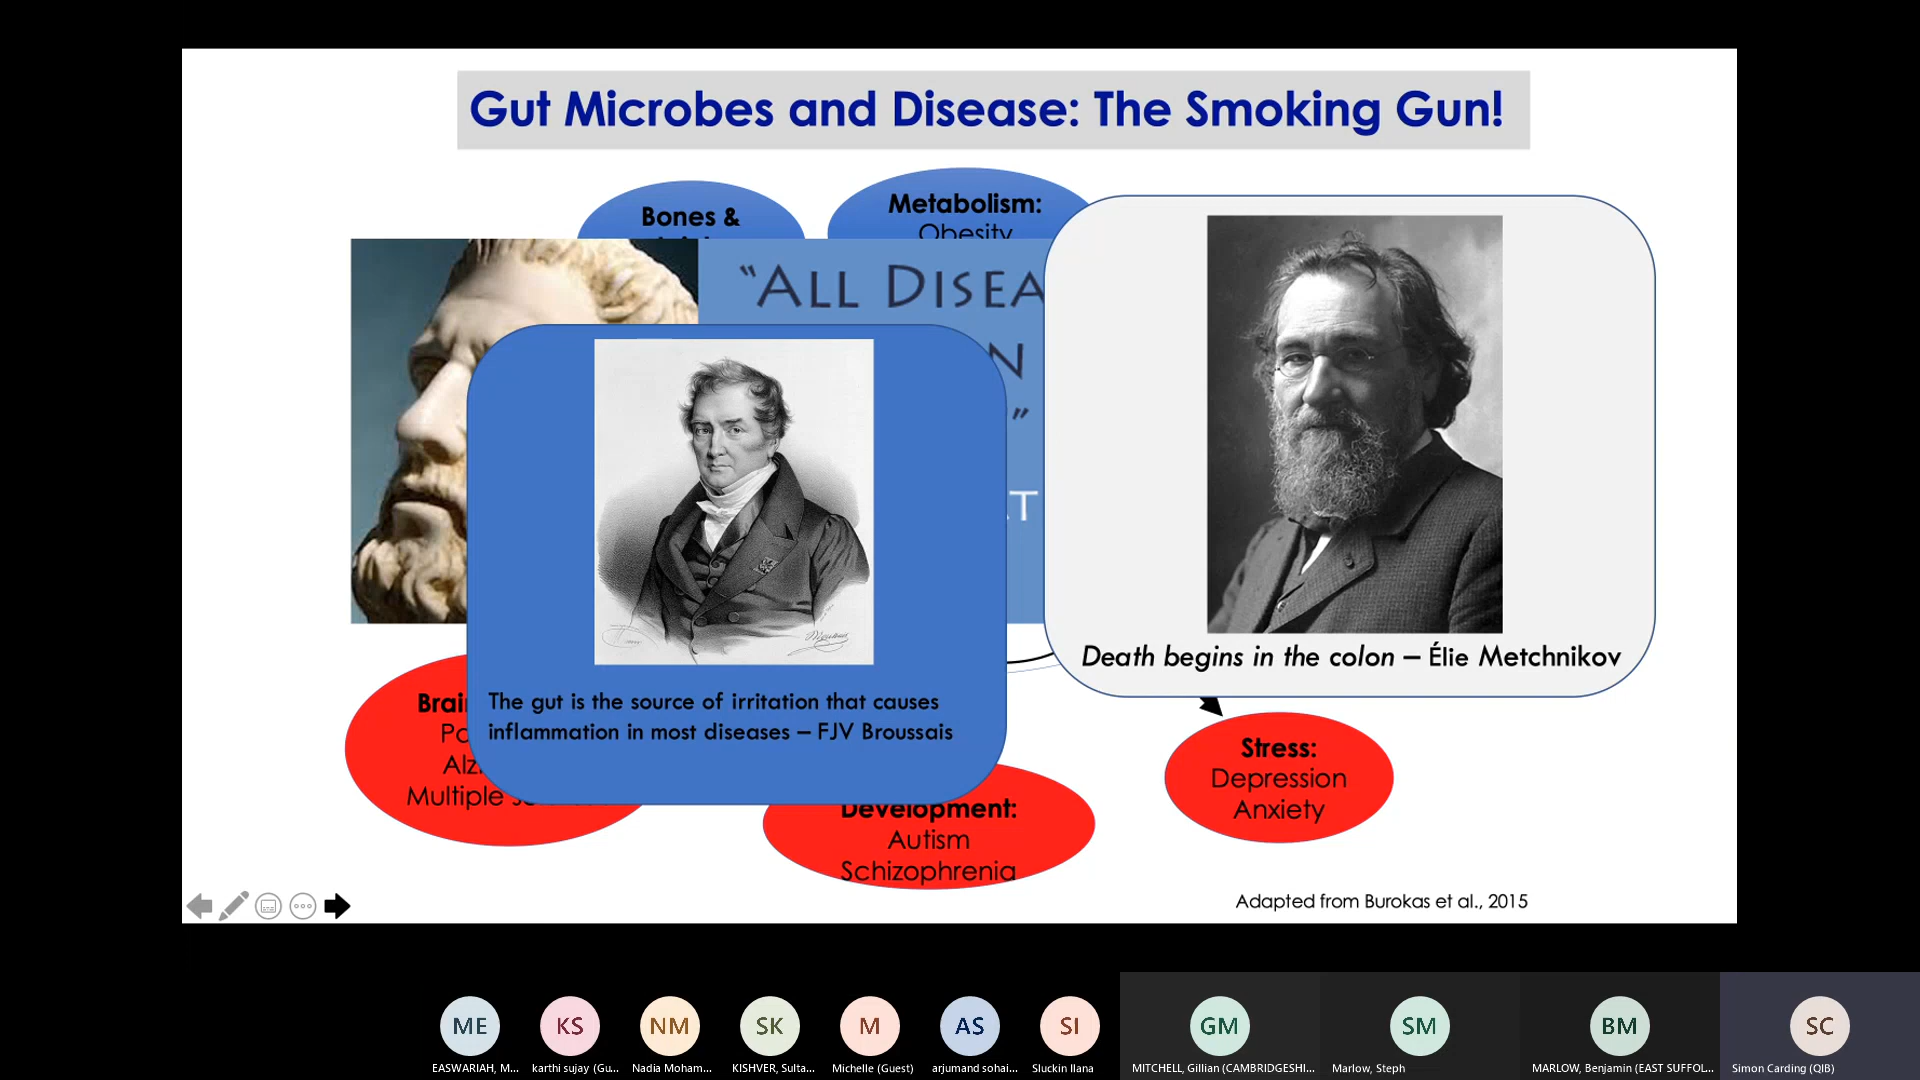 Gut Microbes and Disease: The Smoking Gun!
Bones &
Metabolism:
Obesity
“ALL DISEA
N
”
T
Death begins in the colon – Élie Metchnikov
The gut is the source of irritation that causes
inflammation in most diseases – FJV Broussais
Brai
Multiple
Development:
Autism
Schizophrenia
Stress:
Depression
Anxiety
Adapted from Burokas et al., 2015
ME
KS
NM
SK
M
AS
SI
GM
SM
BM
SC
EASWARIAH, M...
karthi sujay (Gu...
Nadia Moham...
KISHVER, Sulta...
Michelle (Guest)
arjumand sohai...
Sluckin Ilana
MITCHELL, Gillian (CAMBRIDGESHI...
Marlow, Steph
MARLOW, Benjamin (EAST SUFFOL...
Simon Carding (QIB)